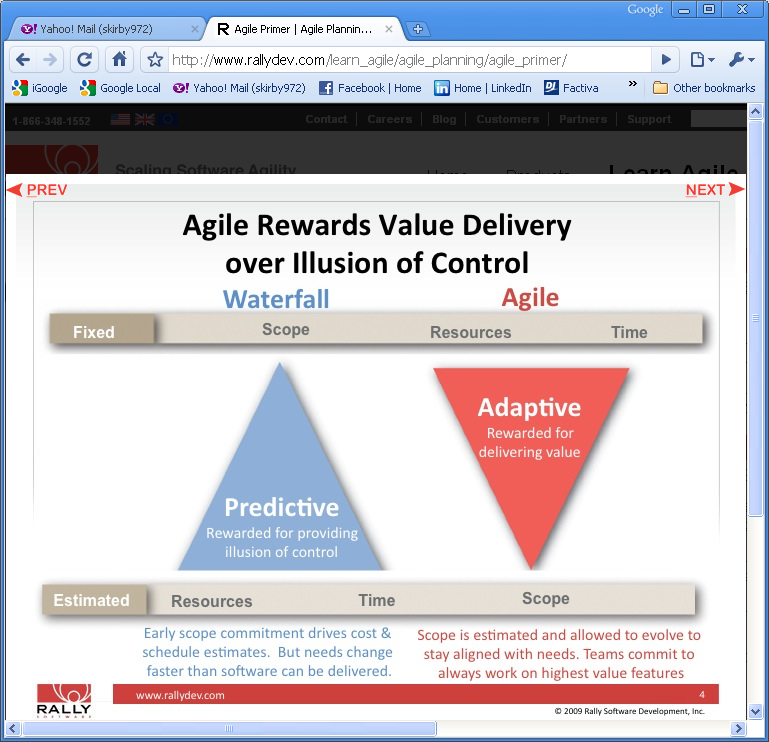 Google
Yahoo! Mail (skirby972)
Agile Primer | Agile Plannin...
http://www.rallydev.com/learn_agile/agile_planning/agile_primer/
iGoogle
Google Local
Yahoo! Mail (skirby972)
Facebook | Home
Home | LinkedIn
DJ
Factiva
»
Other bookmarks
1-866-348-1552
Contact | Careers | Blog | Customers | Partners | Support
Scaling Software Agility
Home
Products
Learn Agile
PREV
NEXT
Agile Rewards Value Delivery
over Illusion of Control
Waterfall
Agile
Fixed
Scope
Resources
Time
Adaptive
Rewarded for
delivering value
Predictive
Rewarded for providing
illusion of control
Estimated
Resources
Time
Scope
Early scope commitment drives cost &
schedule estimates. But needs change
faster than software can be delivered.
Scope is estimated and allowed to evolve to
stay aligned with needs. Teams commit to
always work on highest value features
RALLY
SOFTWARE
www.rallydev.com
4
© 2009 Rally Software Development, Inc.